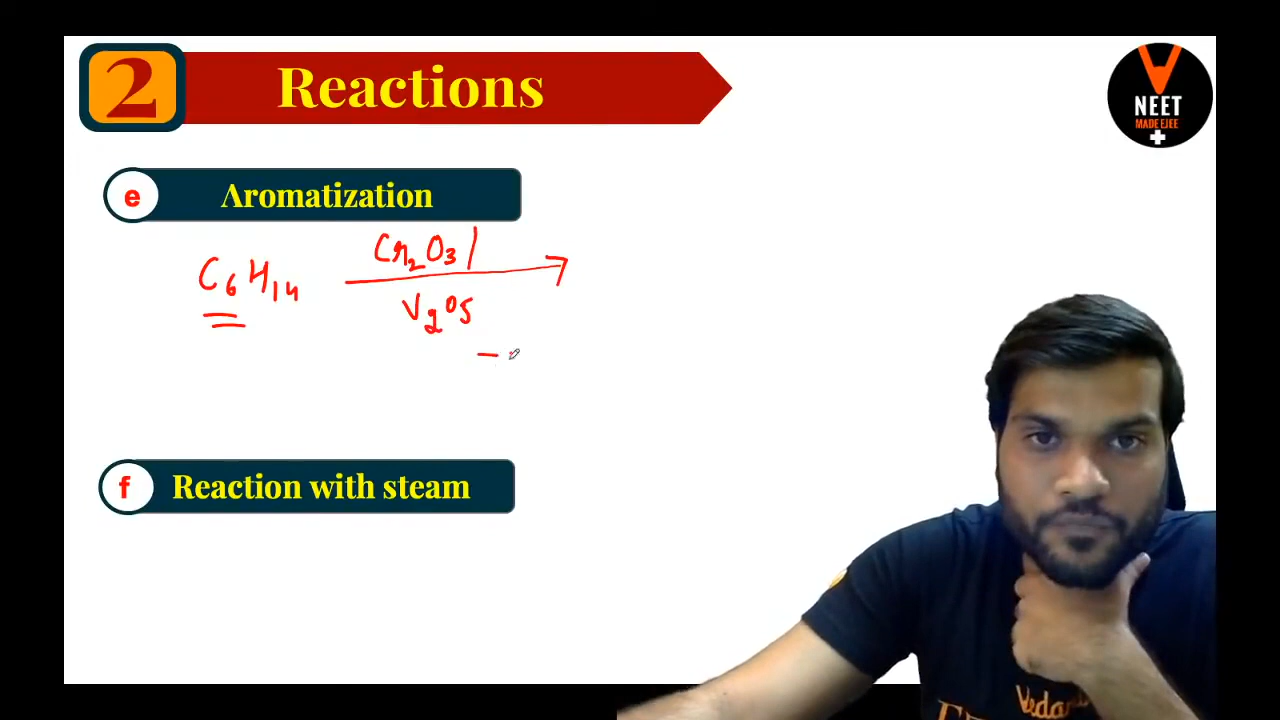 2 Reactions
NEET
MADE EJEE
e Aromatization
Cr₂O₃ |
C₆H₁₄
V₂O₅
f Reaction with steam